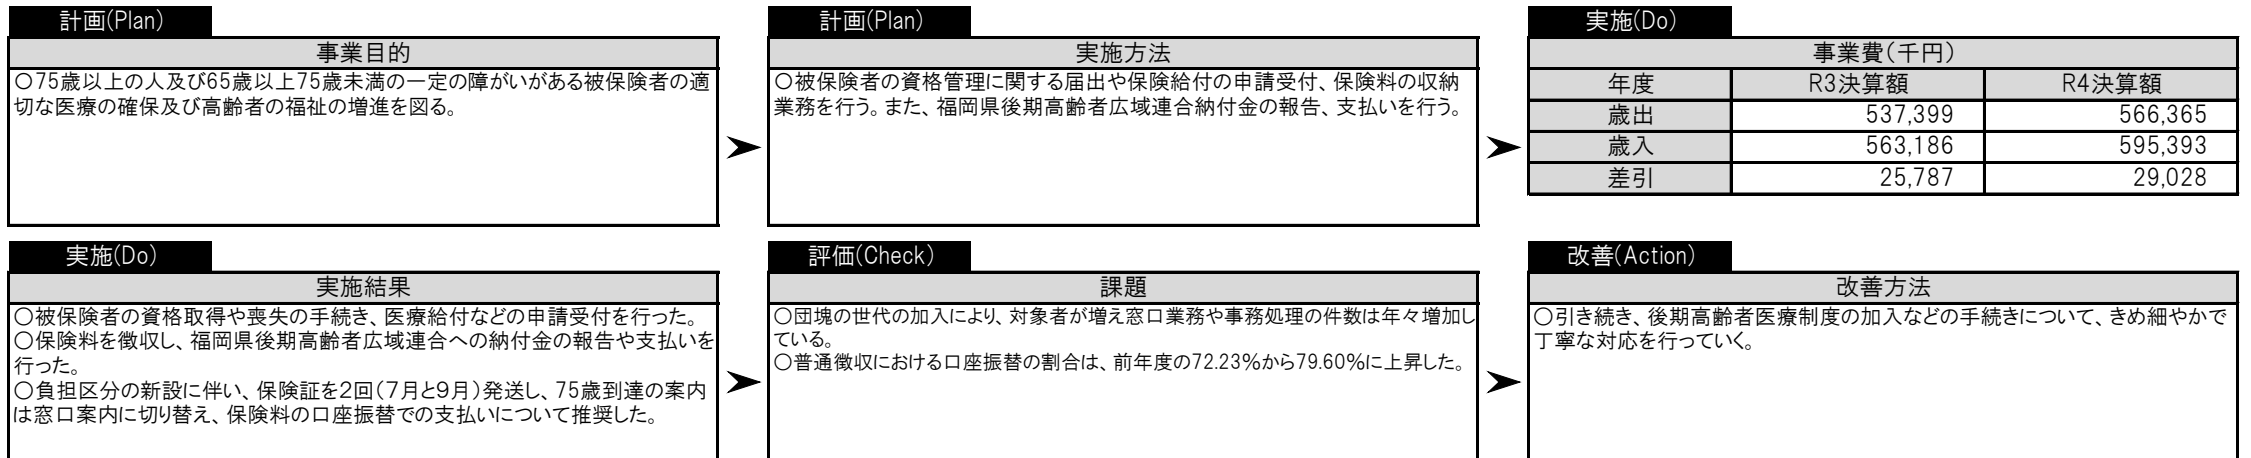 計画(Plan)
事業目的
○75歳以上の人及び65歳以上75歳未満の一定の障がいがある被保険者の適
切な医療の確保及び高齢者の福祉の増進を図る。
計画(Plan)
実施方法
○被保険者の資格管理に関する届出や保険給付の申請受付、保険料の収納
業務を行う。また、福岡県後期高齢者広域連合納付金の報告、支払いを行う。
実施(Do)
事業費(千円)
年度 R3決算額 R4決算額
歳出 537,399 566,365
歳入 563,186 595,393
差引 25,787 29,028
実施(Do)
実施結果
○被保険者の資格取得や喪失の手続き、医療給付などの申請受付を行った。
○保険料を徴収し、福岡県後期高齢者広域連合への納付金の報告や支払いを
行った。
○負担区分の新設に伴い、保険証を2回(7月と9月)発送し、75歳到達の案内
は窓口案内に切り替え、保険料の口座振替での支払いについて推奨した。
評価(Check)
課題
○団塊の世代の加入により、対象者が増え窓口業務や事務処理の件数は年々増加し
ている。
○普通徴収における口座振替の割合は、前年度の72.23%から79.60%に上昇した。
改善(Action)
改善方法
○引き続き、後期高齢者医療制度の加入などの手続きについて、きめ細やかで
丁寧な対応を行っていく。